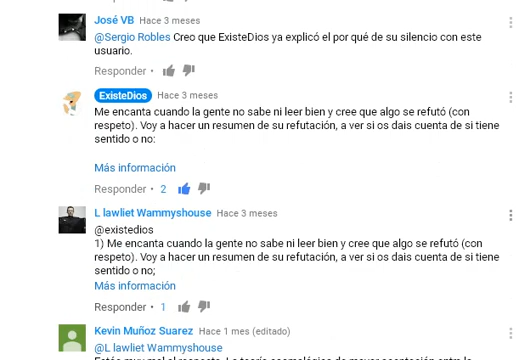 José VB Hace 3 meses
@Sergio Robles Creo que ExisteDios ya explicó el por qué de su silencio con este
usuario.
Responder •
ExisteDios Hace 3 meses
Me encanta cuando la gente no sabe ni leer bien y cree que algo se refutó (con
respeto). Voy a hacer un resumen de su refutación, a ver si os dais cuenta de si tiene
sentido o no:
Más información
Responder • 2
L lawliet Wammyshouse Hace 3 meses
@existedios
1) Me encanta cuando la gente no sabe ni leer bien y cree que algo se refutó (con
respeto). Voy a hacer un resumen de su refutación, a ver si os dais cuenta de si tiene
sentido o no;
Más información
Responder • 1
Kevin Muñoz Suarez Hace 1 mes (editado)
@L lawliet Wammyshouse